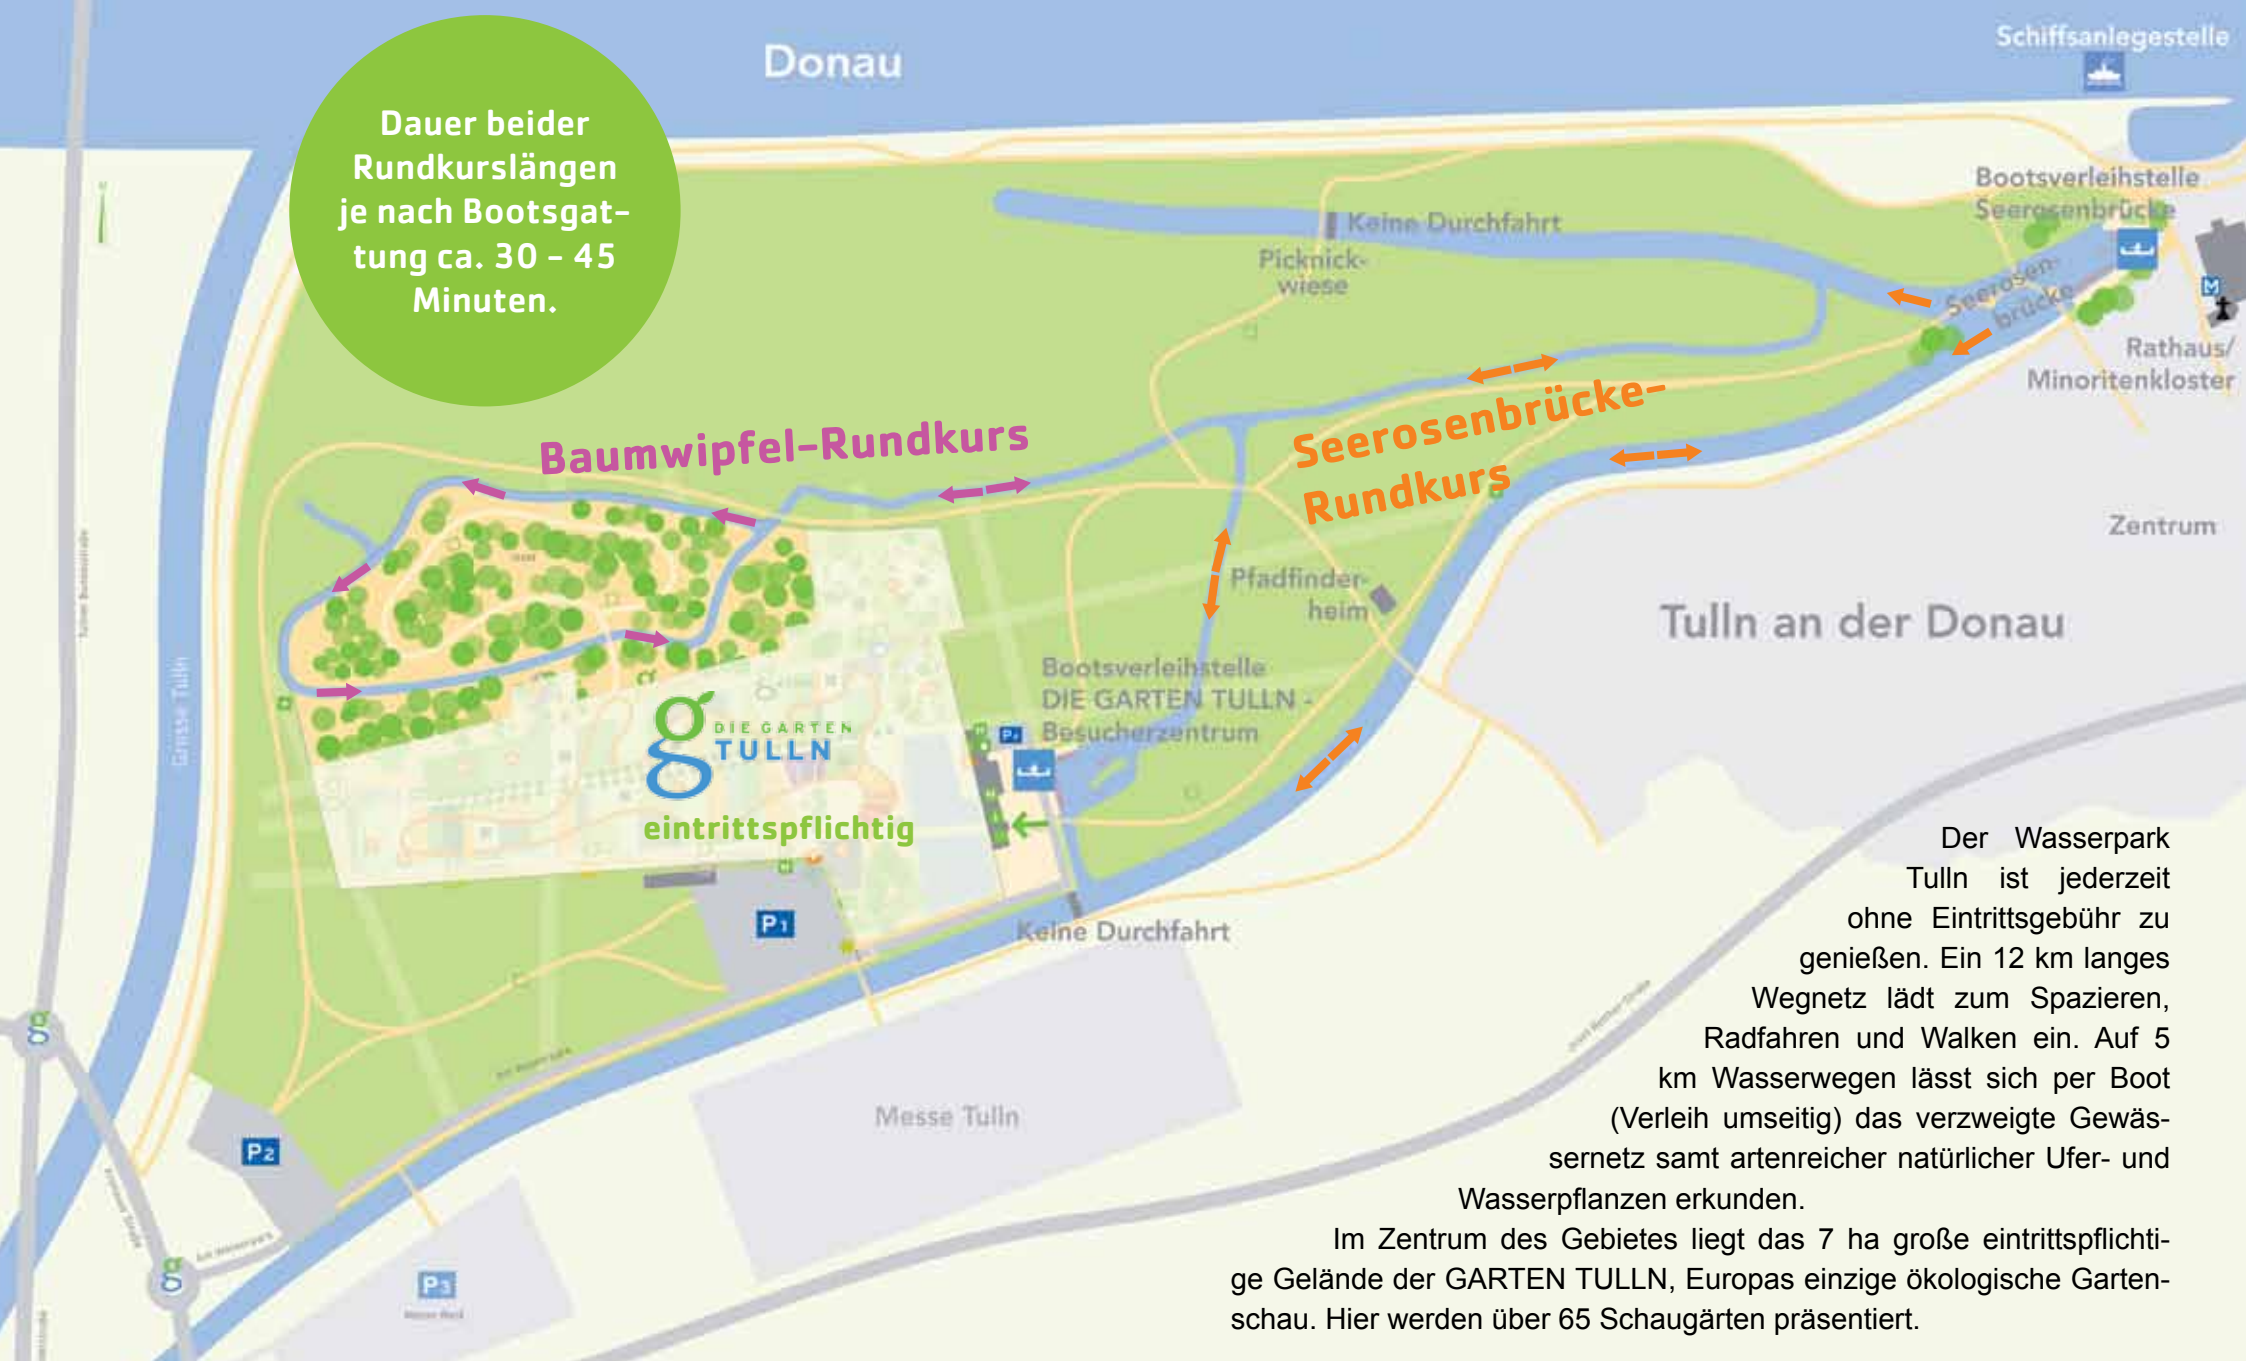 Donau
Schiffsanlegestelle
Dauer beider
Rundkurslängen
je nach Bootsgat-
tung ca. 30 - 45
Minuten.
Bootsverleihstelle
Seerosenbrücke
Keine Durchfahrt
Picknick-
wiese
Seerosen-
brücke
M
Rathaus/
Minoritenkloster
Baumwipfel-Rundkurs
Seerosenbrücke-
Rundkurs
Zentrum
Pfadfinder-
heim
Tulln an der Donau
Grosse Tulln
Bootsverleihstelle
DIE GARTEN TULLN -
Besucherzentrum
DIE GARTEN
TULLN
eintrittspflichtig
P1
Keine Durchfahrt
Messe Tulln
P2
P3
Der Wasserpark
Tulln ist jederzeit
ohne Eintrittsgebühr zu
genießen. Ein 12 km langes
Wegnetz lädt zum Spazieren,
Radfahren und Walken ein. Auf 5
km Wasserwegen lässt sich per Boot
(Verleih umseitig) das verzweigte Gewäs-
sernetz samt artenreicher natürlicher Ufer- und
Wasserpflanzen erkunden.
Im Zentrum des Gebietes liegt das 7 ha große eintrittspflichti-
ge Gelände der GARTEN TULLN, Europas einzige ökologische Garten-
schau. Hier werden über 65 Schaugärten präsentiert.